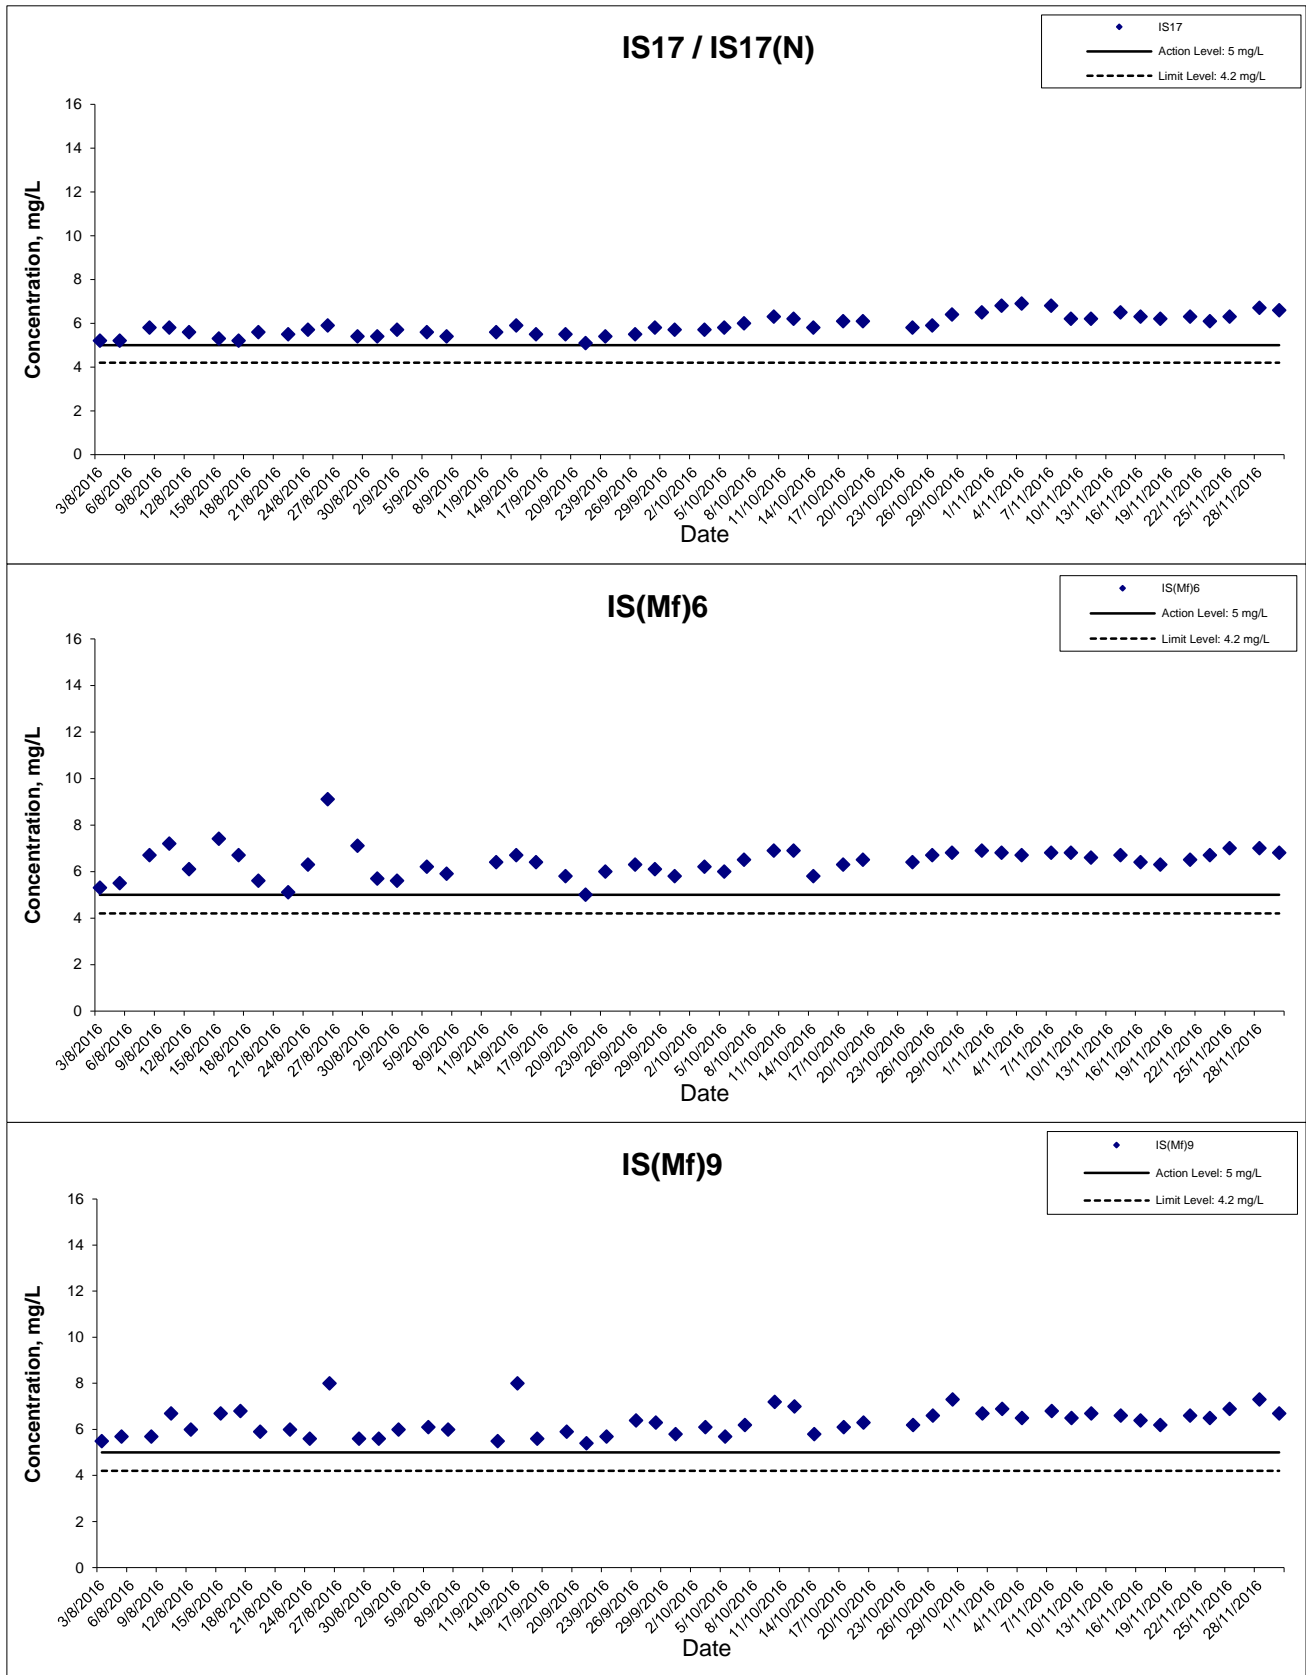 IS17 / IS17(N)
IS17
Action Level: 5 mg/L
Limit Level: 4.2 mg/L
Concentration, mg/L
16
14
12
10
8
6
4
2
0
3/8/2016 6/8/2016 9/8/2016 12/8/2016 15/8/2016 18/8/2016 21/8/2016 24/8/2016 27/8/2016 30/8/2016 2/9/2016 5/9/2016 8/9/2016 11/9/2016 14/9/2016 17/9/2016 20/9/2016 23/9/2016 26/9/2016 29/9/2016 2/10/2016 5/10/2016 8/10/2016 11/10/2016 14/10/2016 17/10/2016 20/10/2016 23/10/2016 26/10/2016 29/10/2016 1/11/2016 4/11/2016 7/11/2016 10/11/2016 13/11/2016 16/11/2016 19/11/2016 22/11/2016 25/11/2016 28/11/2016
Date
IS(Mf)6
IS(Mf)6
Action Level: 5 mg/L
Limit Level: 4.2 mg/L
Concentration, mg/L
16
14
12
10
8
6
4
2
0
3/8/2016 6/8/2016 9/8/2016 12/8/2016 15/8/2016 18/8/2016 21/8/2016 24/8/2016 27/8/2016 30/8/2016 2/9/2016 5/9/2016 8/9/2016 11/9/2016 14/9/2016 17/9/2016 20/9/2016 23/9/2016 26/9/2016 29/9/2016 2/10/2016 5/10/2016 8/10/2016 11/10/2016 14/10/2016 17/10/2016 20/10/2016 23/10/2016 26/10/2016 29/10/2016 1/11/2016 4/11/2016 7/11/2016 10/11/2016 13/11/2016 16/11/2016 19/11/2016 22/11/2016 25/11/2016 28/11/2016
Date
IS(Mf)9
IS(Mf)9
Action Level: 5 mg/L
Limit Level: 4.2 mg/L
Concentration, mg/L
16
14
12
10
8
6
4
2
0
3/8/2016 6/8/2016 9/8/2016 12/8/2016 15/8/2016 18/8/2016 21/8/2016 24/8/2016 27/8/2016 30/8/2016 2/9/2016 5/9/2016 8/9/2016 11/9/2016 14/9/2016 17/9/2016 20/9/2016 23/9/2016 26/9/2016 29/9/2016 2/10/2016 5/10/2016 8/10/2016 11/10/2016 14/10/2016 17/10/2016 20/10/2016 23/10/2016 26/10/2016 29/10/2016 1/11/2016 4/11/2016 7/11/2016 10/11/2016 13/11/2016 16/11/2016 19/11/2016 22/11/2016 25/11/2016 28/11/2016
Date